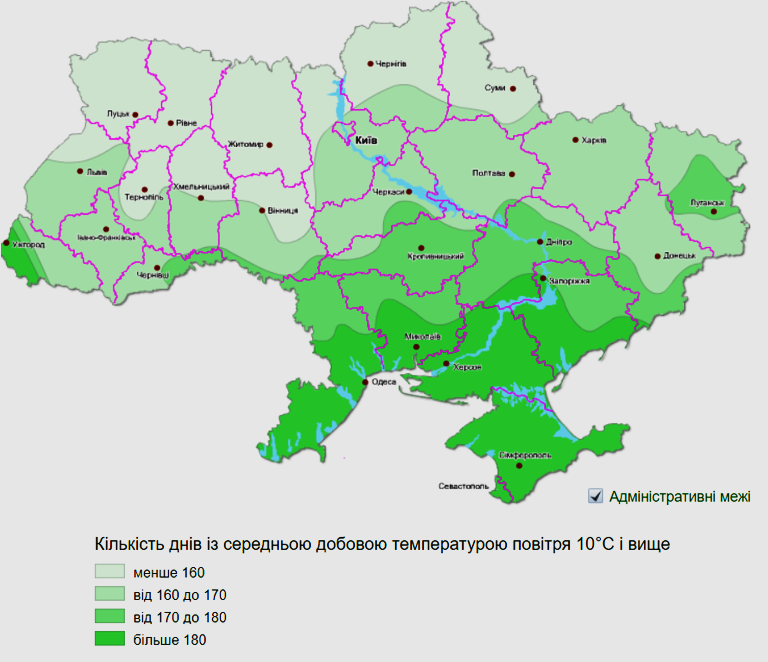 Чернігів
Суми
Луцьк
Рівне
Київ
Харків
Житомир
Львів
Полтава
Хмельницький
Тернопіль
Черкаси
Луганськ
Вінниця
Івано-Франківськ
Ужгород
Дніпро
Кропивницький
Донецьк
Чернівці
Запоріжжя
Миколаїв
Херсон
Одеса
Сімферополь
Севастополь
Адміністративні межі
Кількість днів із середньою добовою температурою повітря 10°C і вище
менше 160
від 160 до 170
від 170 до 180
більше 180